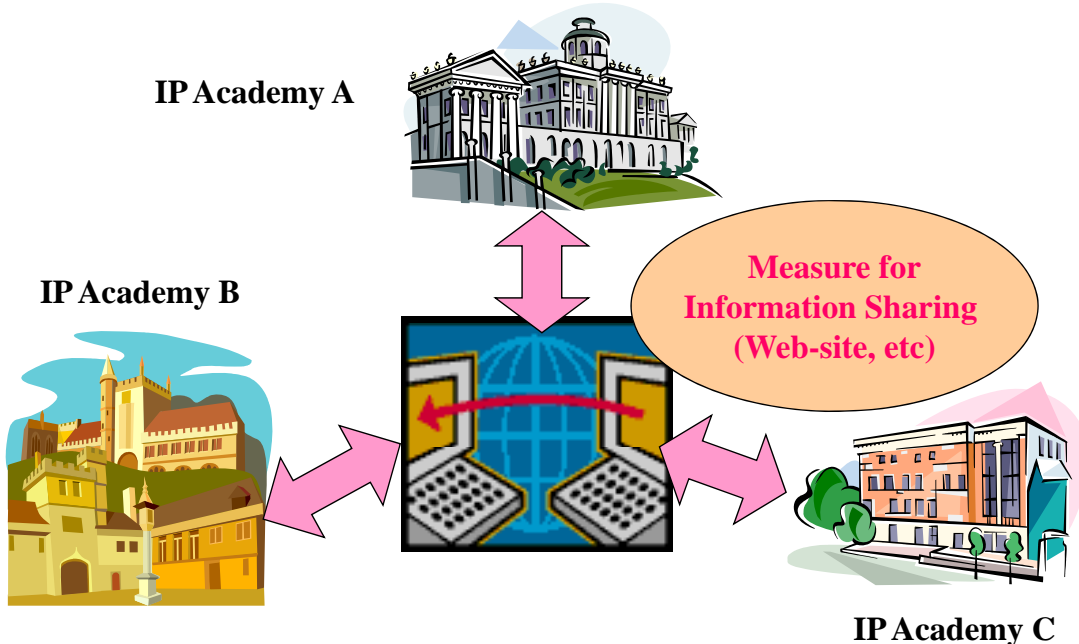 IP Academy A
IP Academy B
Measure for
Information Sharing
(Web-site, etc)
IP Academy C